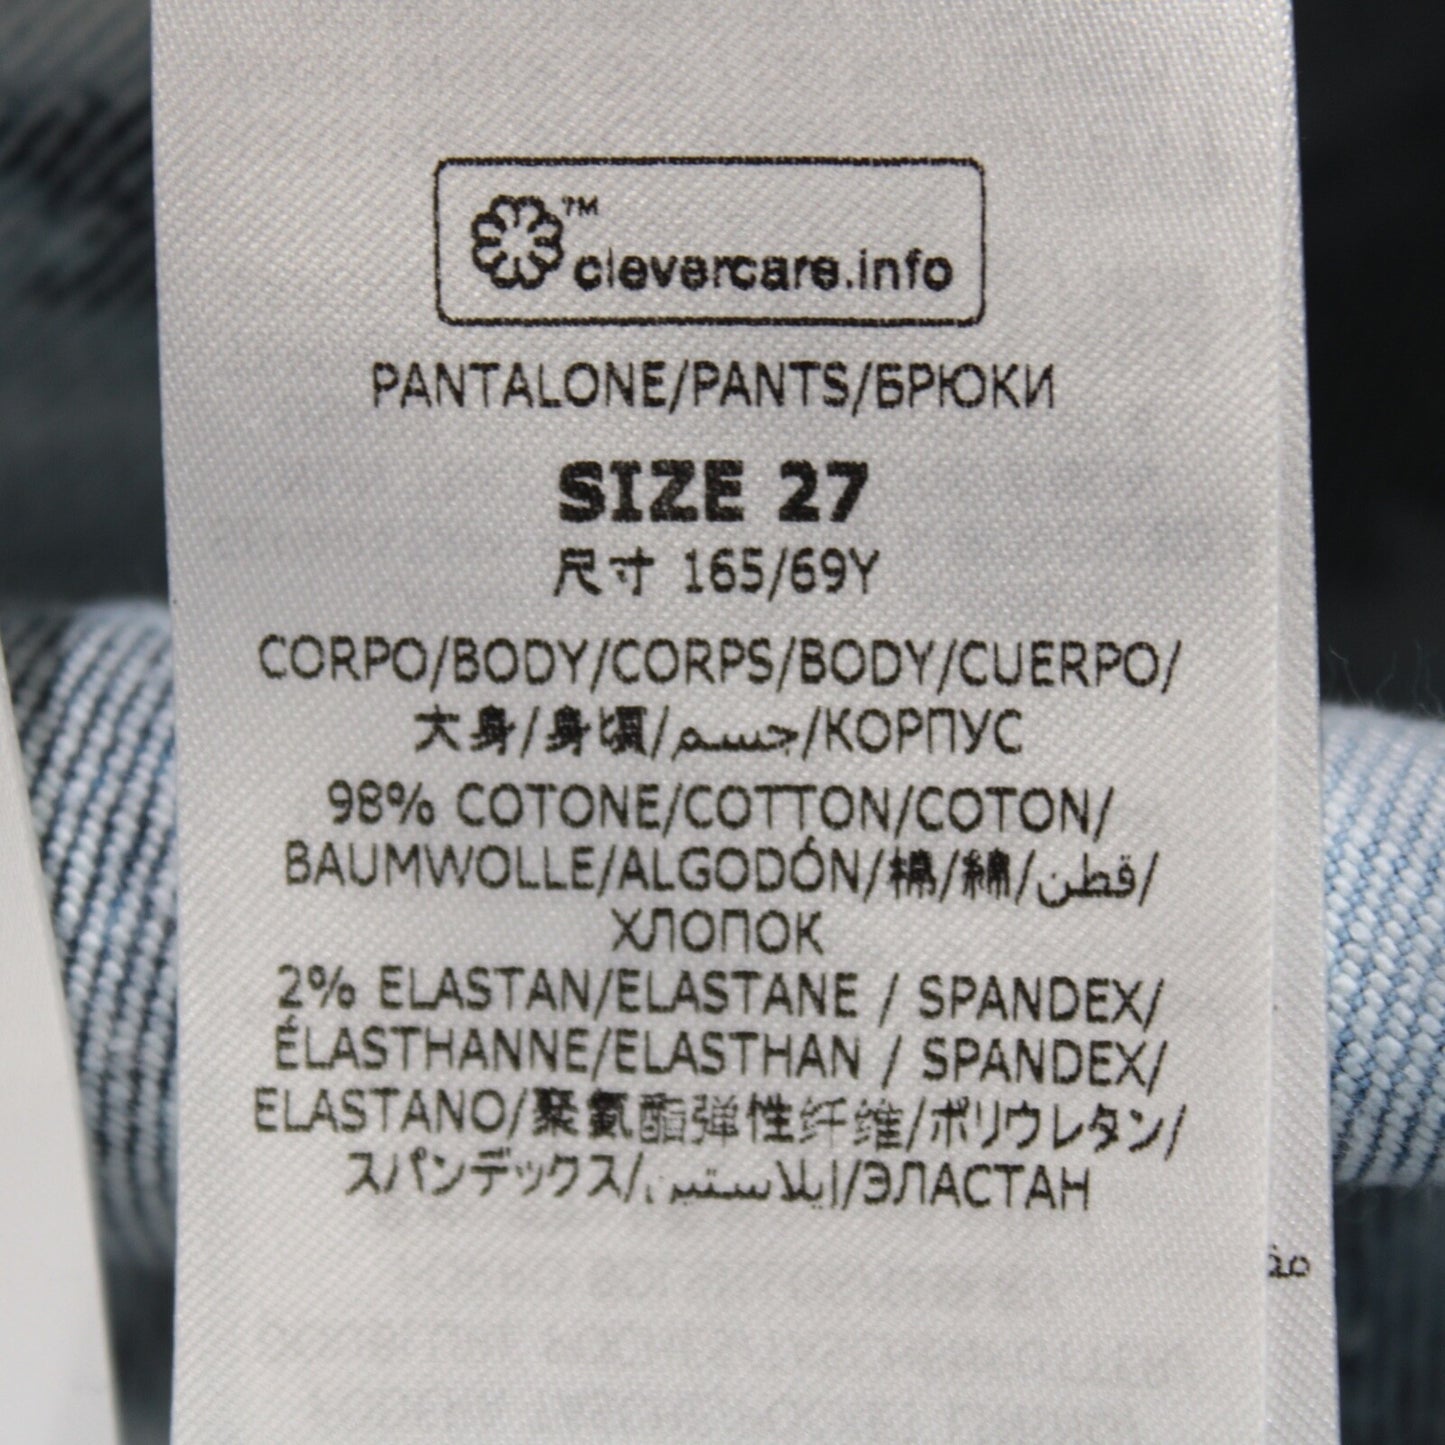 ™ clevercare.info
PANTALONE/PANTS/БРЮКИ
SIZE 27
尺寸 165/69Y
CORPO/BODY/CORPS/BODY/CUERPO/
大身/身頃/جسم/КОРПУС
98% COTONE/COTTON/COTON/
BAUMWOLLE/ALGODÓN/棉/綿/قطن/
ХЛОПОК
2% ELASTAN/ELASTANE / SPANDEX/
ÉLASTHANNE/ELASTHAN / SPANDEX/
ELASTANO/聚氨酯弹性纤维/ポリウレタン/
スパンデックス/إيلاستين/ЭЛАСТАН